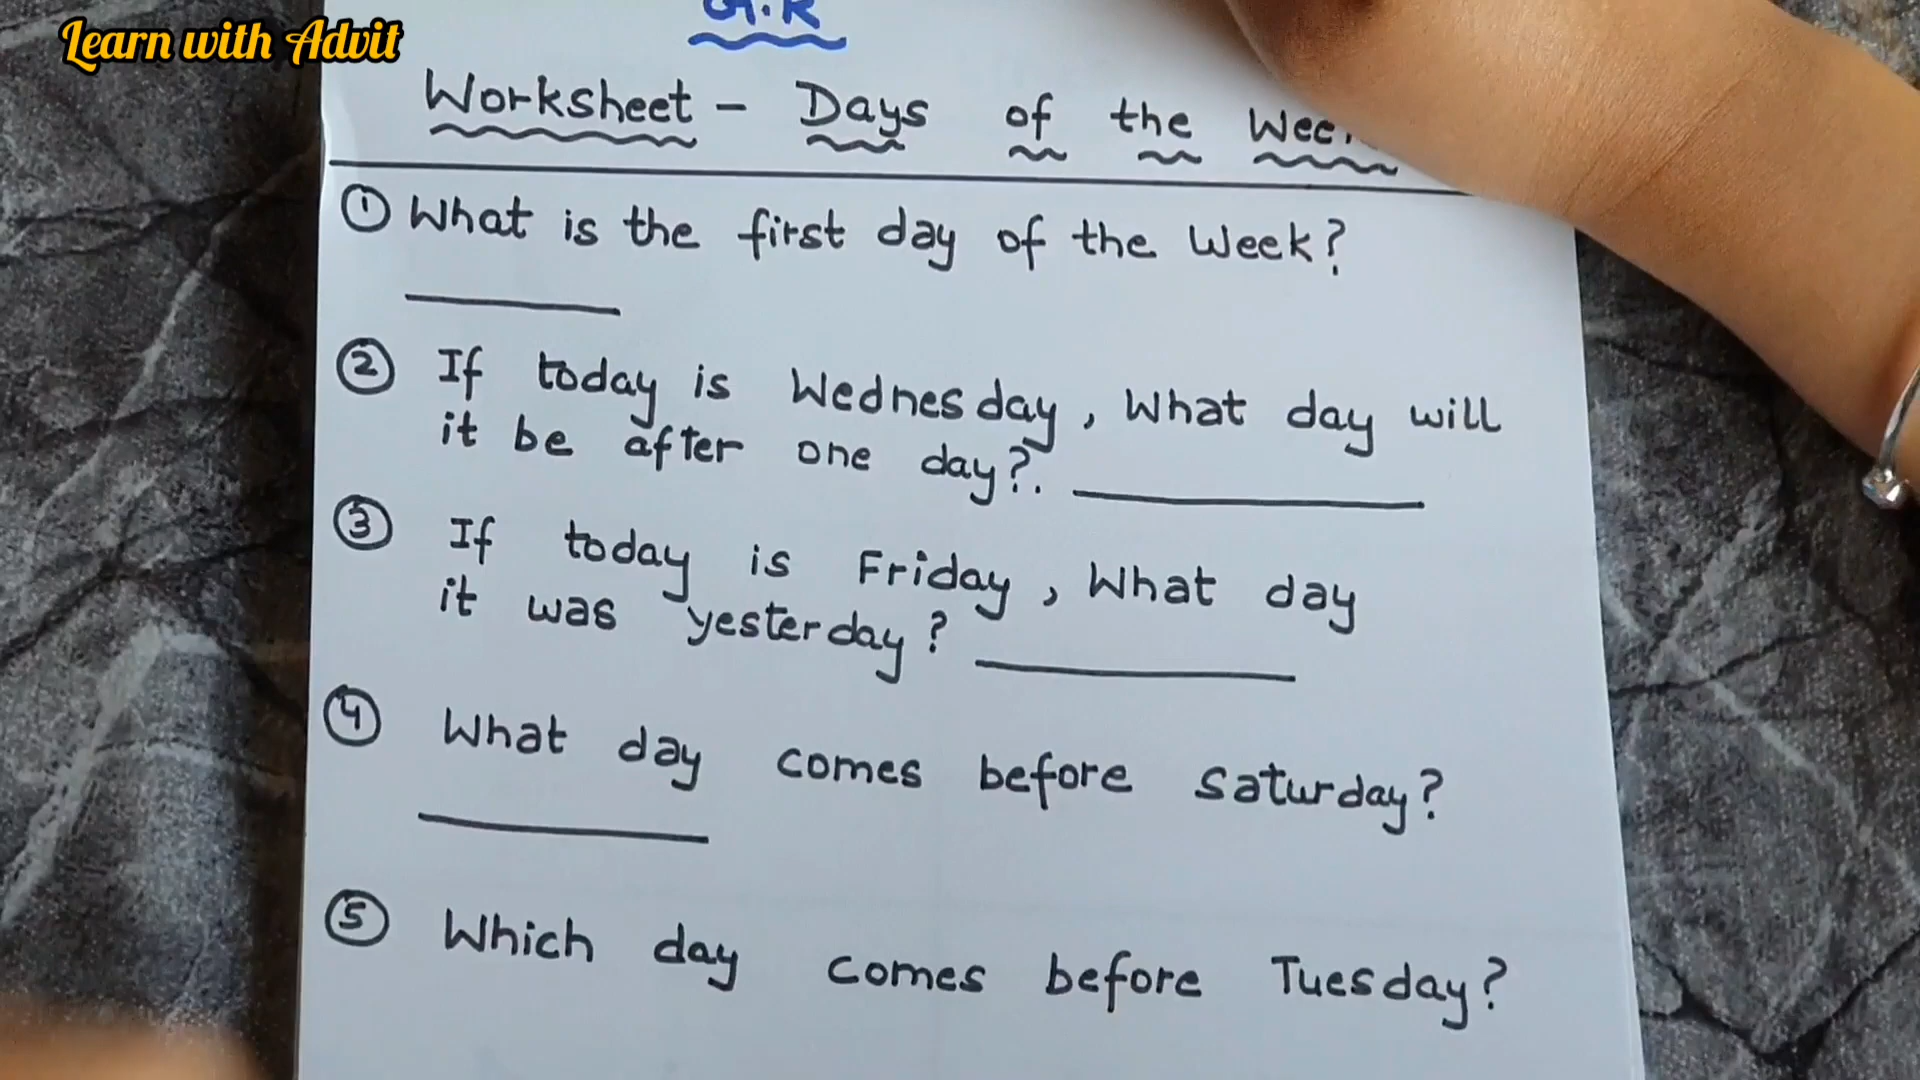 Learn with Advit
G.K
Worksheet - Days of the
① What is the first day of the Week?
② If today is Wednesday, What day will
it be after one day?.
③ If today is Friday, What day
it was yesterday?
④ What day comes before Saturday?
⑤ Which day comes before Tuesday?